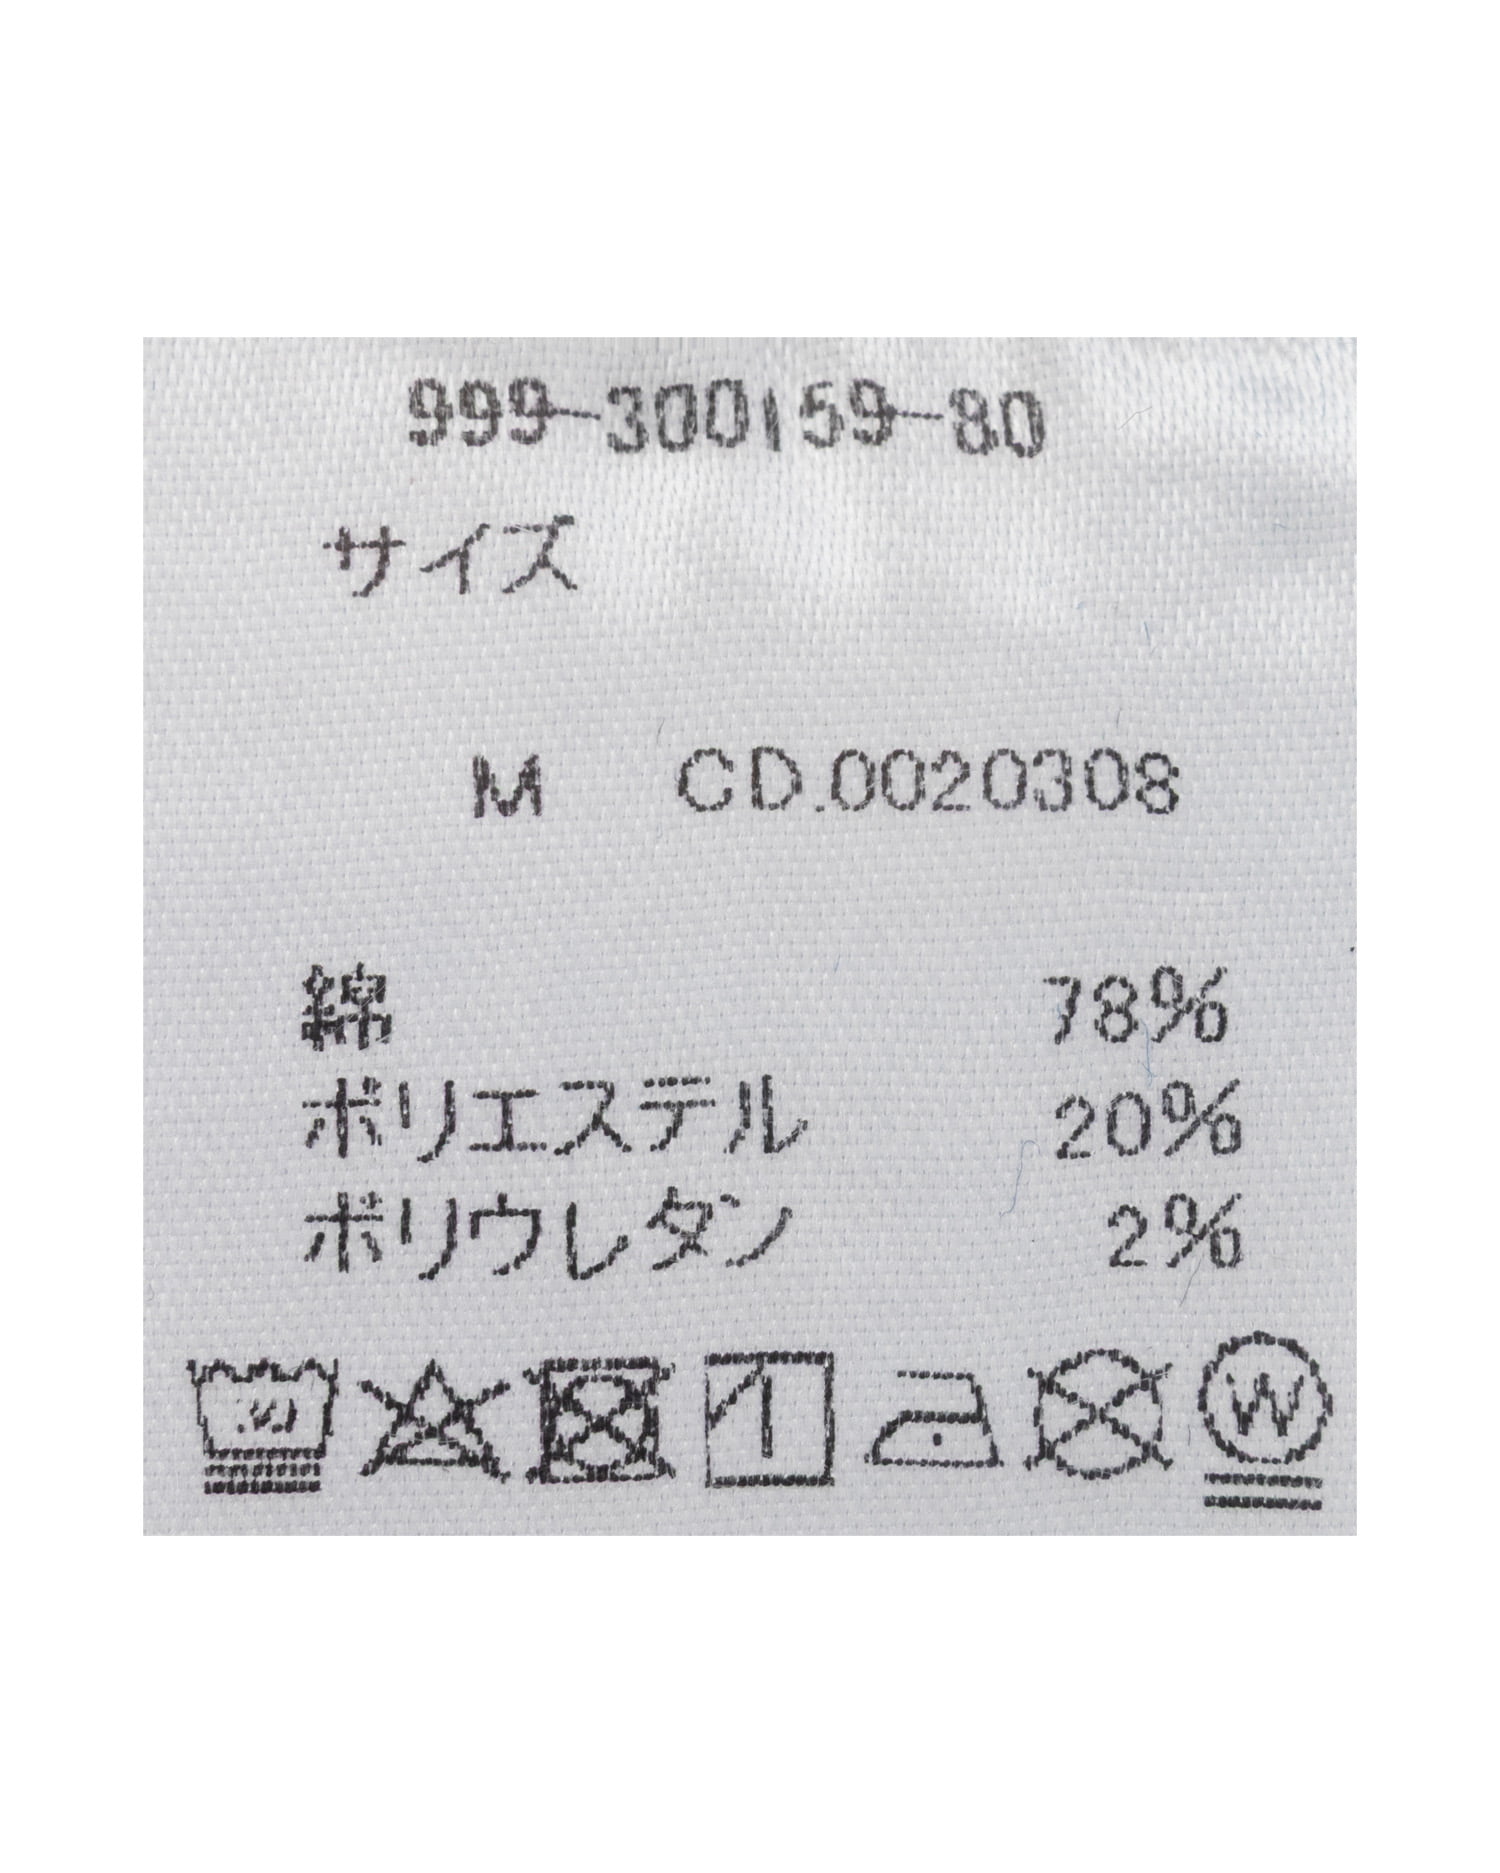 999-300159-80
サイズ
M CD.0020308
綿 78%
ポリエステル 20%
ポリウレタン 2%
W